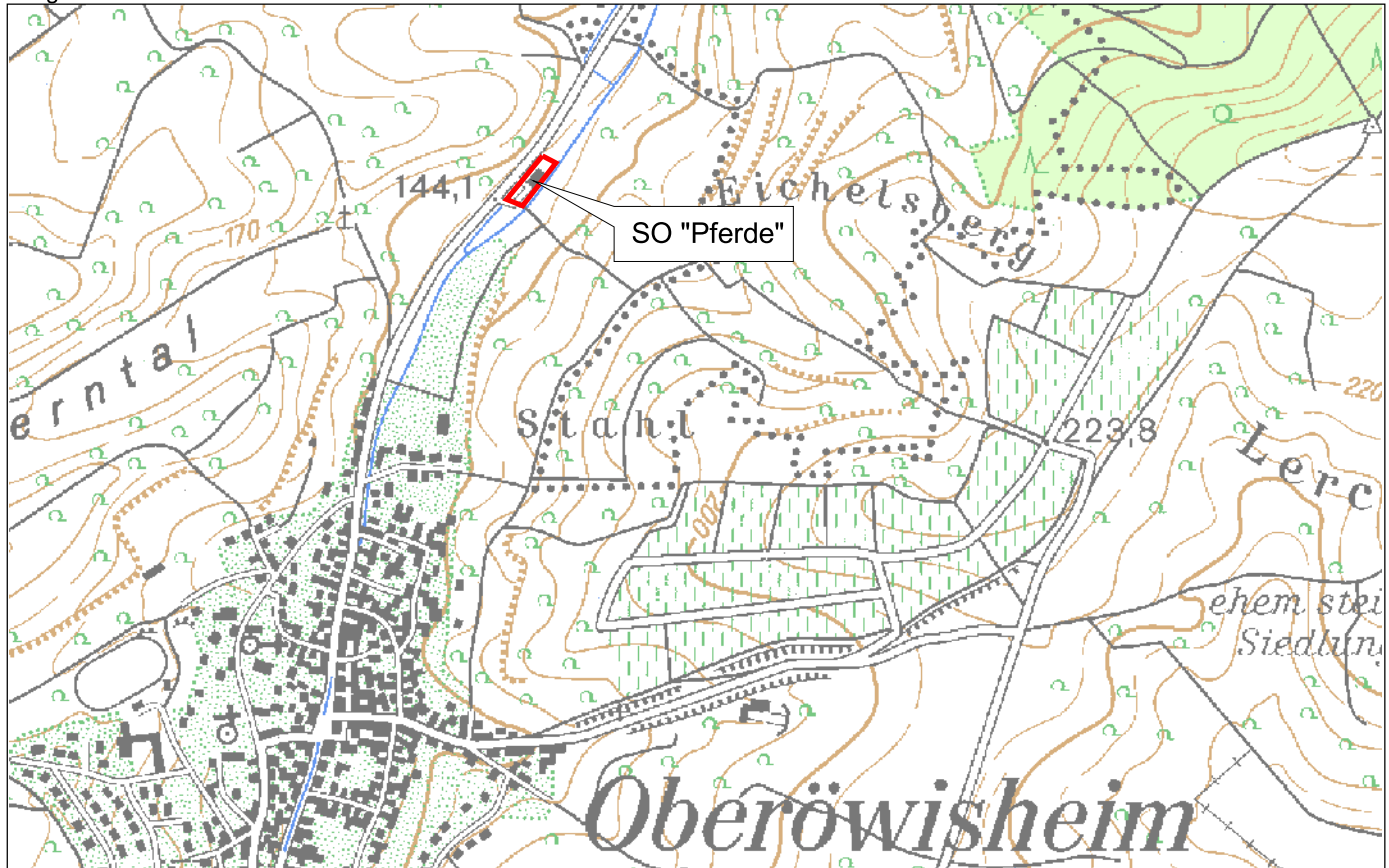 144,1
Eichelsberg
SO "Pferde"
170
erntal
220
Stahl
223,8
Lerc
200
ehem stei
Siedlung
Oberöwisheim